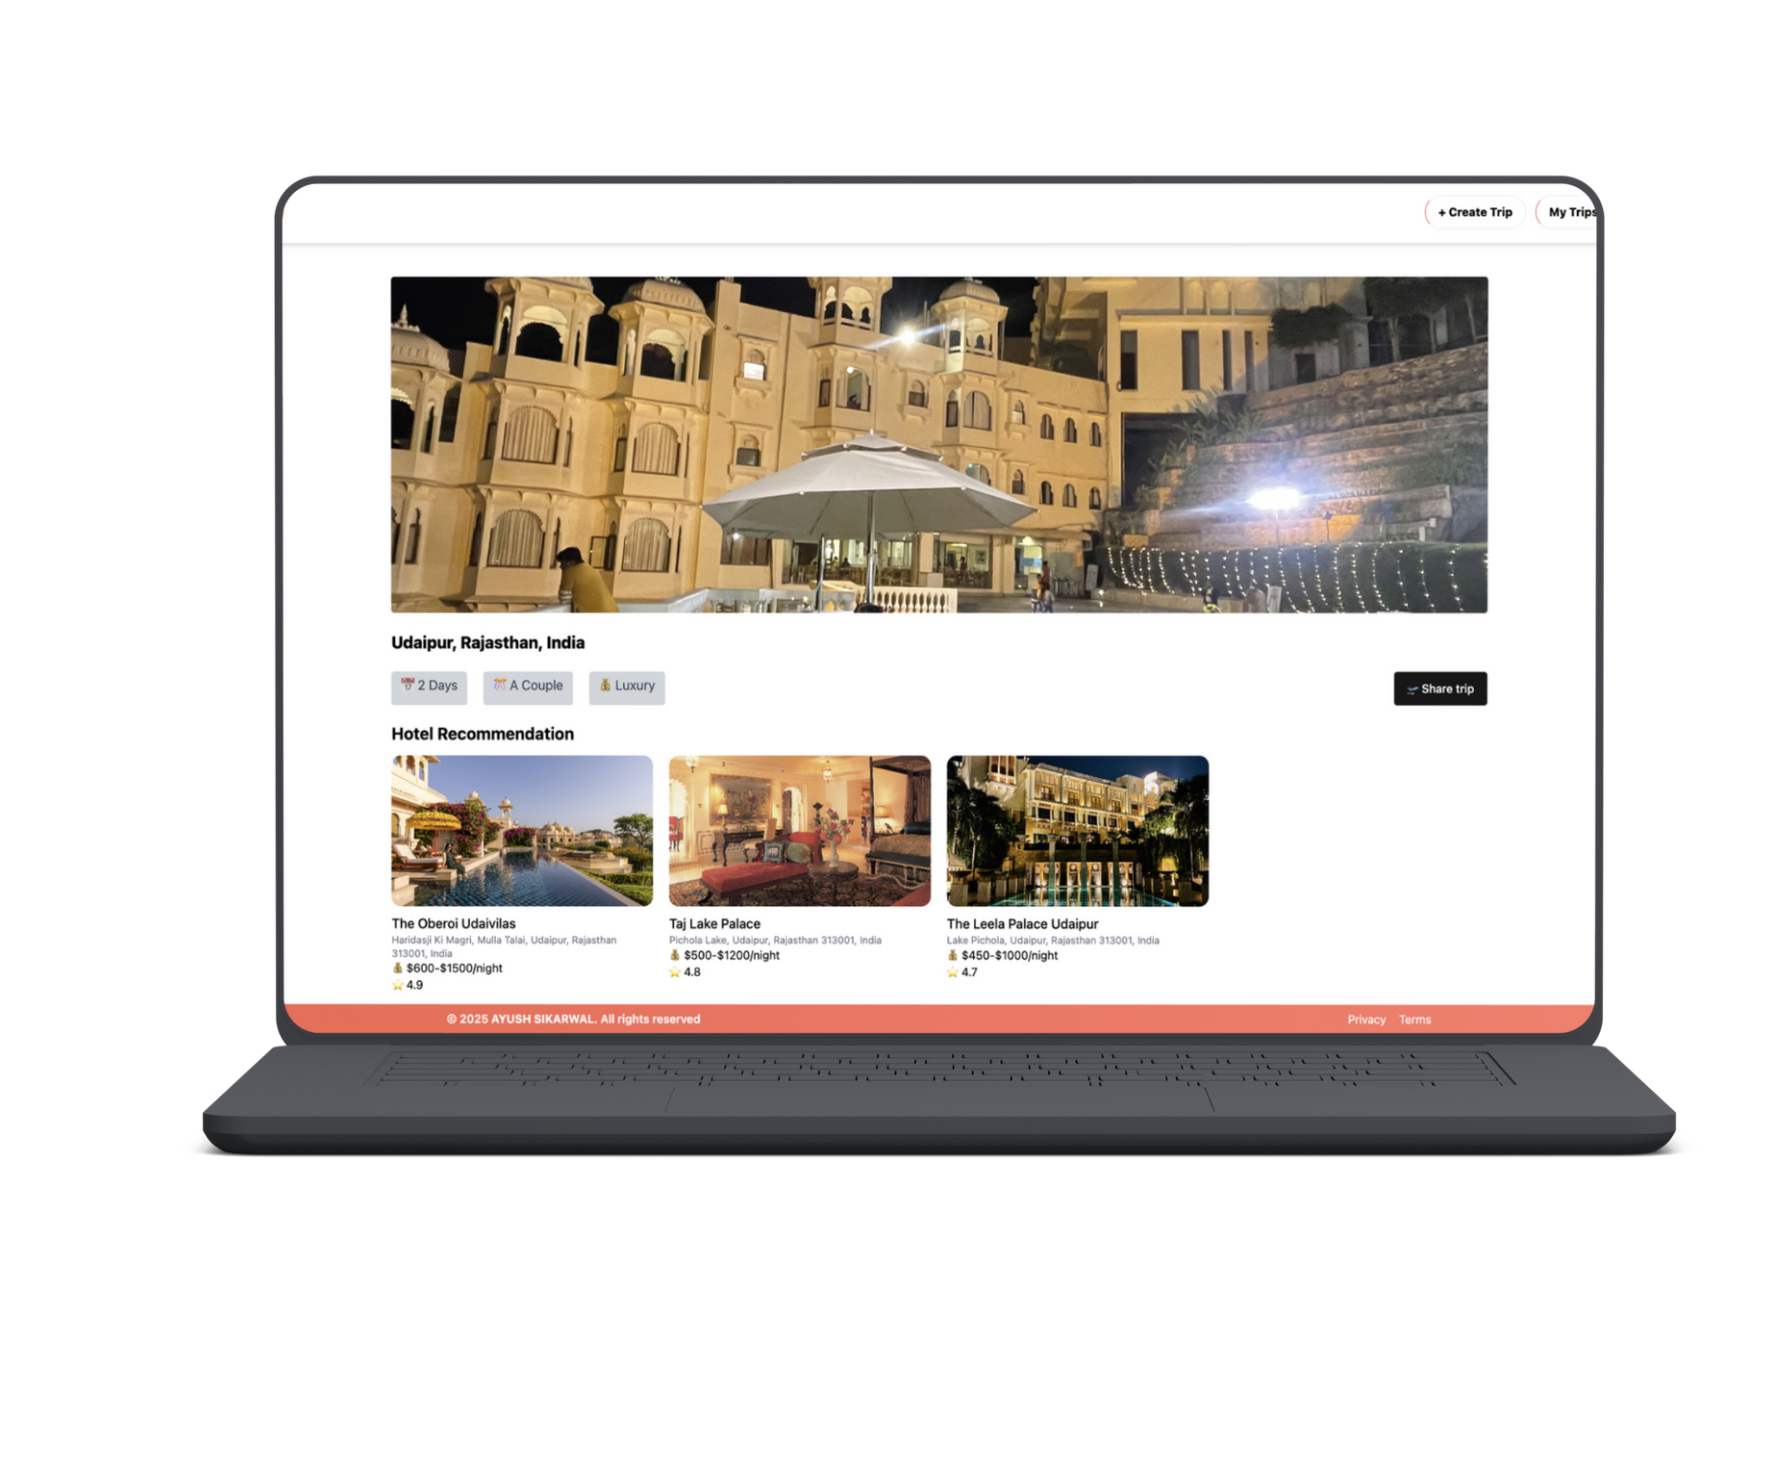 + Create Trip
My Trips
Udaipur, Rajasthan, India
2 Days
A Couple
Luxury
Share trip
Hotel Recommendation
The Oberoi Udaivilas
Haridasji Ki Magri, Mulla Talai, Udaipur, Rajasthan
313001, India
$600-$1500/night
4.9
Taj Lake Palace
Pichola Lake, Udaipur, Rajasthan 313001, India
$500-$1200/night
4.8
The Leela Palace Udaipur
Lake Pichola, Udaipur, Rajasthan 313001, India
$450-$1000/night
4.7
© 2025 AYUSH SIKARWAL. All rights reserved
Privacy
Terms